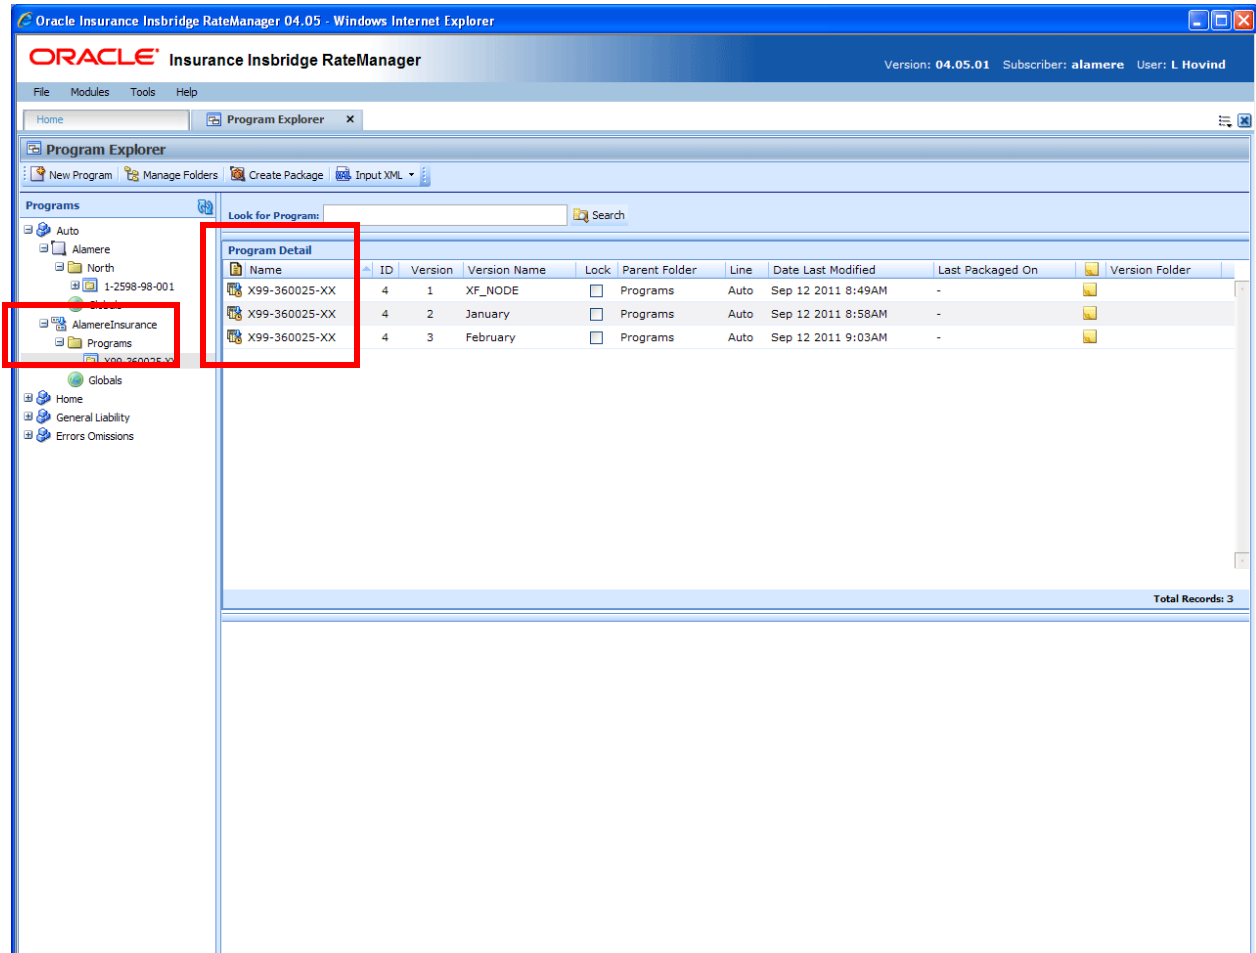 Oracle Insurance Insbridge RateManager 04.05 - Windows Internet Explorer
ORACLE Insurance Insbridge RateManager
Version: 04.05.01 Subscriber: alamere User: L Hovind
File Modules Tools Help
Home Program Explorer x
Program Explorer
New Program Manage Folders Create Package Input XML
Programs
Look for Program: Search
Auto
Alamere
North
1-2598-98-001
Globals
AlamereInsurance
Programs
X99-360025-XX
Globals
Home
General Liability
Errors Omissions
Program Detail
Name ID Version Version Name Lock Parent Folder Line Date Last Modified Last Packaged On Version Folder
X99-360025-XX 4 1 XF_NODE Programs Auto Sep 12 2011 8:49AM -
X99-360025-XX 4 2 January Programs Auto Sep 12 2011 8:58AM -
X99-360025-XX 4 3 February Programs Auto Sep 12 2011 9:03AM -
Total Records: 3